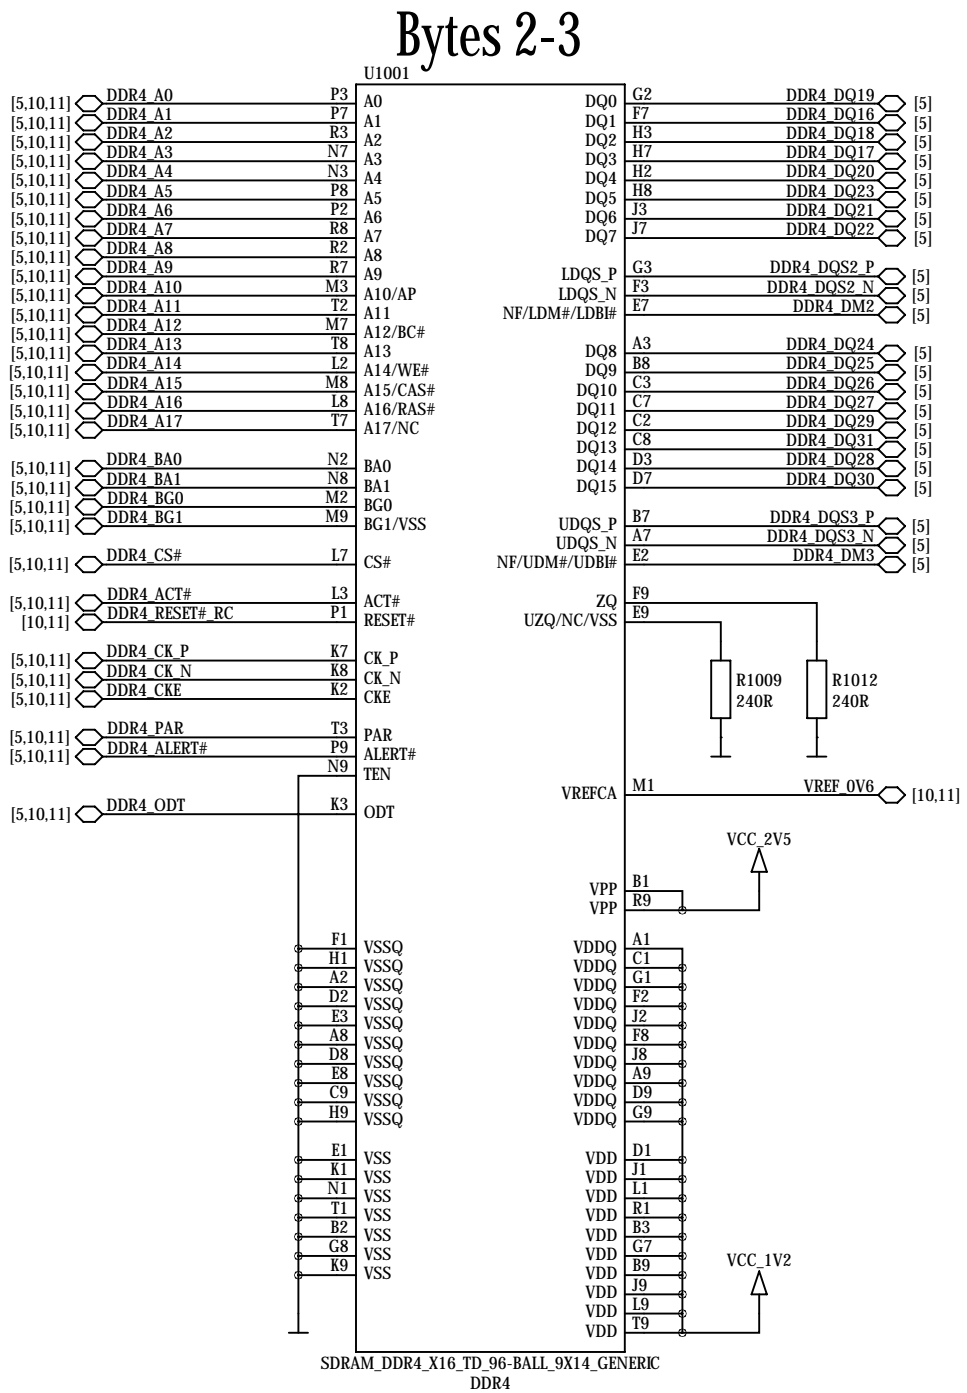 Bytes 2-3
U1001
[5,10,11] DDR4_A0 P3 A0 DQ0 G2 DDR4_DQ19 [5]
[5,10,11] DDR4_A1 P7 A1 DQ1 F7 DDR4_DQ16 [5]
[5,10,11] DDR4_A2 R3 A2 DQ2 H3 DDR4_DQ18 [5]
[5,10,11] DDR4_A3 N7 A3 DQ3 H7 DDR4_DQ17 [5]
[5,10,11] DDR4_A4 N3 A4 DQ4 H2 DDR4_DQ20 [5]
[5,10,11] DDR4_A5 P8 A5 DQ5 H8 DDR4_DQ23 [5]
[5,10,11] DDR4_A6 P2 A6 DQ6 J3 DDR4_DQ21 [5]
[5,10,11] DDR4_A7 R8 A7 DQ7 J7 DDR4_DQ22 [5]
[5,10,11] DDR4_A8 R2 A8
[5,10,11] DDR4_A9 R7 A9 LDQS_P G3 DDR4_DQS2_P [5]
[5,10,11] DDR4_A10 M3 A10/AP LDQS_N F3 DDR4_DQS2_N [5]
[5,10,11] DDR4_A11 T2 A11 NF/LDM#/LDBI# E7 DDR4_DM2 [5]
[5,10,11] DDR4_A12 M7 A12/BC#
[5,10,11] DDR4_A13 T8 A13 DQ8 A3 DDR4_DQ24 [5]
[5,10,11] DDR4_A14 L2 A14/WE# DQ9 B8 DDR4_DQ25 [5]
[5,10,11] DDR4_A15 M8 A15/CAS# DQ10 C3 DDR4_DQ26 [5]
[5,10,11] DDR4_A16 L8 A16/RAS# DQ11 C7 DDR4_DQ27 [5]
[5,10,11] DDR4_A17 T7 A17/NC DQ12 C2 DDR4_DQ29 [5]
DQ13 C8 DDR4_DQ31 [5]
[5,10,11] DDR4_BA0 N2 BA0 DQ14 D3 DDR4_DQ28 [5]
[5,10,11] DDR4_BA1 N8 BA1 DQ15 D7 DDR4_DQ30 [5]
[5,10,11] DDR4_BG0 M2 BG0
[5,10,11] DDR4_BG1 M9 BG1/VSS UDQS_P B7 DDR4_DQS3_P [5]
UDQS_N A7 DDR4_DQS3_N [5]
[5,10,11] DDR4_CS# L7 CS# NF/UDM#/UDBI# E2 DDR4_DM3 [5]
[5,10,11] DDR4_ACT# L3 ACT# ZQ F9
[10,11] DDR4_RESET#_RC P1 RESET# UZQ/NC/VSS E9
[5,10,11] DDR4_CK_P K7 CK_P
[5,10,11] DDR4_CK_N K8 CK_N R1009 R1012
[5,10,11] DDR4_CKE K2 CKE 240R 240R
[5,10,11] DDR4_PAR T3 PAR
[5,10,11] DDR4_ALERT# P9 ALERT#
N9 TEN
VREFCA M1 VREF_0V6 [10,11]
[5,10,11] DDR4_ODT K3 ODT
VCC_2V5
VPP B1
VPP R9
F1 VSSQ VDDQ A1
H1 VSSQ VDDQ C1
A2 VSSQ VDDQ G1
D2 VSSQ VDDQ F2
E3 VSSQ VDDQ J2
A8 VSSQ VDDQ F8
D8 VSSQ VDDQ J8
E8 VSSQ VDDQ A9
C9 VSSQ VDDQ D9
H9 VSSQ VDDQ G9
E1 VSS VDD D1
K1 VSS VDD J1
N1 VSS VDD L1
T1 VSS VDD R1
B2 VSS VDD B3
G8 VSS VDD G7
K9 VSS VDD B9
VCC_1V2
VDD J9
VDD L9
VDD T9
SDRAM_DDR4_X16_TD_96-BALL_9X14_GENERIC
DDR4